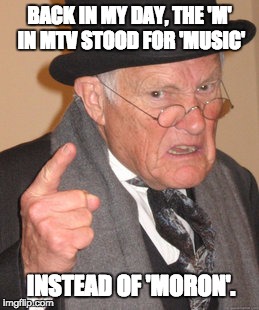 BACK IN MY DAY, THE 'M'
IN MTV STOOD FOR 'MUSIC'
INSTEAD OF 'MORON'.
imgflip.com